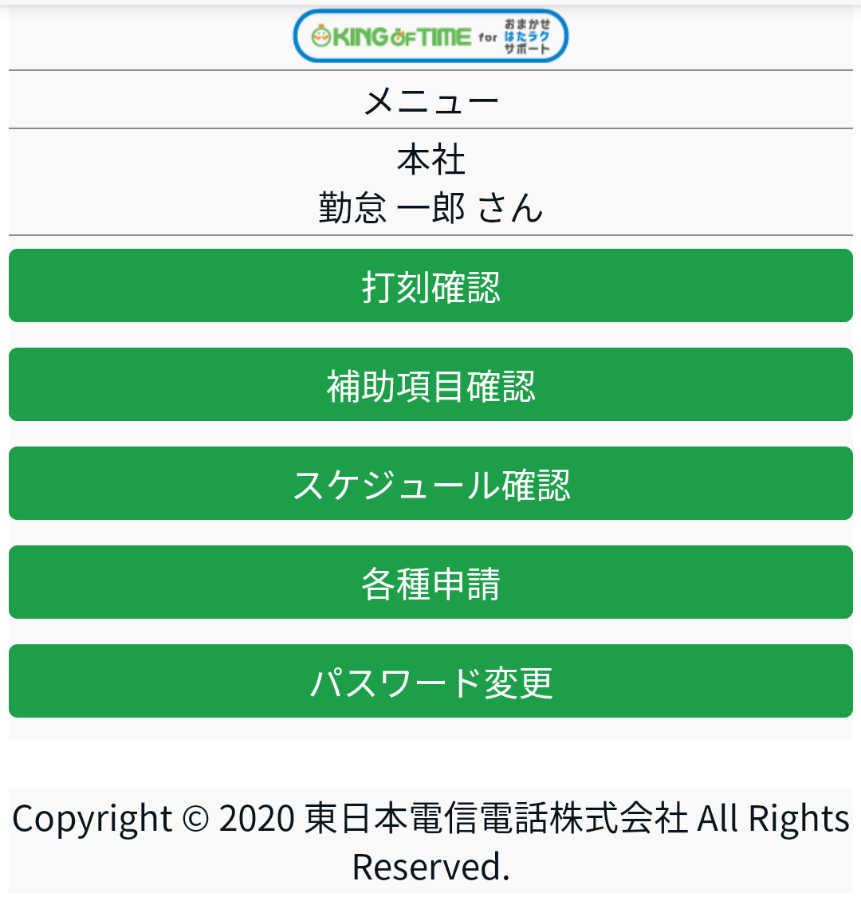 KING OF TIME for おまかせ はたラク サポート
メニュー
本社
勤怠 一郎 さん
打刻確認
補助項目確認
スケジュール確認
各種申請
パスワード変更
Copyright © 2020 東日本電信電話株式会社 All Rights
Reserved.